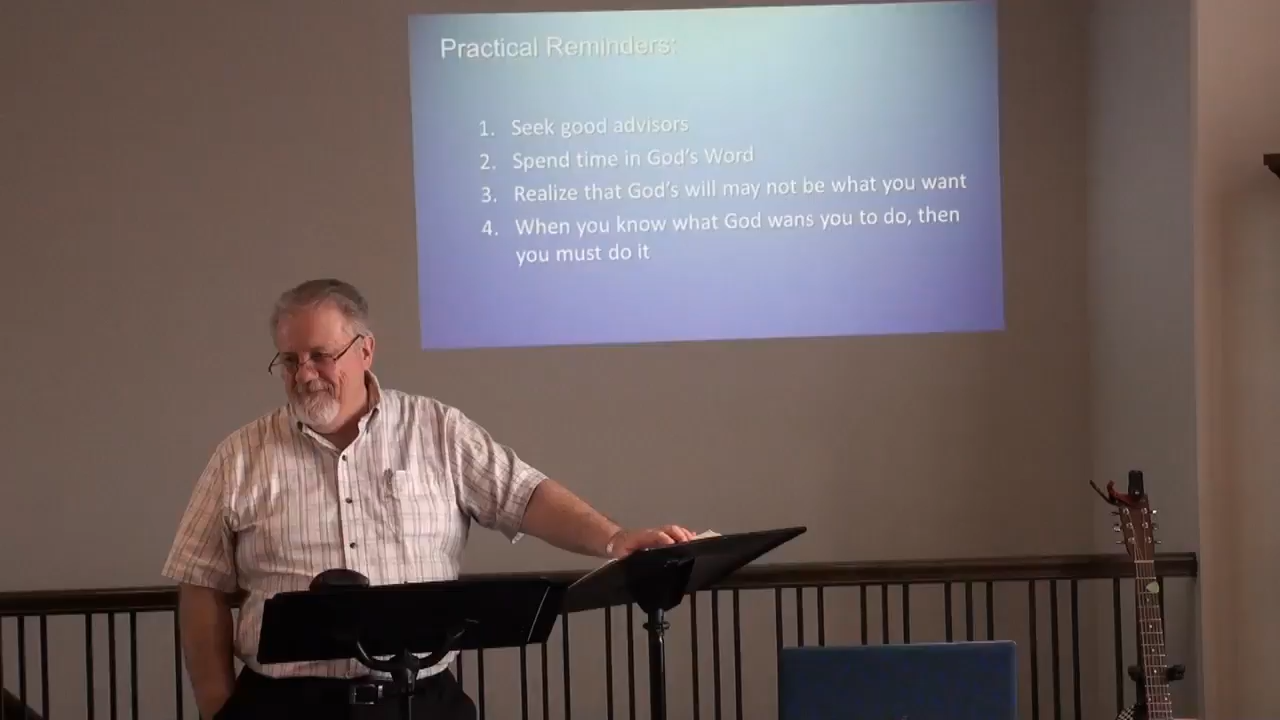 Practical Reminders:
1. Seek good advisors
2. Spend time in God's Word
3. Realize that God's will may not be what you want
4. When you know what God wans you to do, then
you must do it